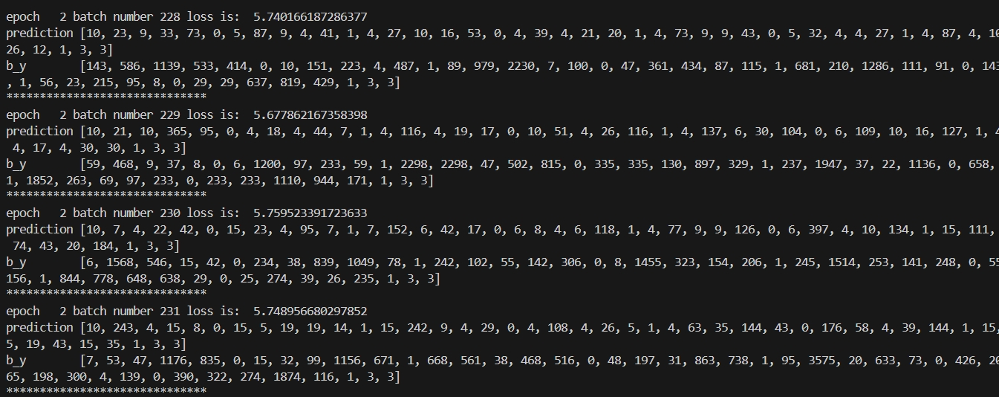 epoch   2 batch number 228 loss is:  5.740166187286377
prediction [10, 23, 9, 33, 73, 0, 5, 87, 9, 4, 41, 1, 4, 27, 10, 16, 53, 0, 4, 39, 4, 21, 20, 1, 4, 73, 9, 9, 43, 0, 5, 32, 4, 4, 27, 1, 4, 87, 4, 10
26, 12, 1, 3, 3]
b_y        [143, 586, 1139, 533, 414, 0, 10, 151, 223, 4, 487, 1, 89, 979, 2230, 7, 100, 0, 47, 361, 434, 87, 115, 1, 681, 210, 1286, 111, 91, 0, 143
, 1, 56, 23, 215, 95, 8, 0, 29, 29, 637, 819, 429, 1, 3, 3]
******************************
epoch   2 batch number 229 loss is:  5.677862167358398
prediction [10, 21, 10, 365, 95, 0, 4, 18, 4, 44, 7, 1, 4, 116, 4, 19, 17, 0, 10, 51, 4, 26, 116, 1, 4, 137, 6, 30, 104, 0, 6, 109, 10, 16, 127, 1, 4
 4, 17, 4, 30, 30, 1, 3, 3]
b_y        [59, 468, 9, 37, 8, 0, 6, 1200, 97, 233, 59, 1, 2298, 2298, 47, 502, 815, 0, 335, 335, 130, 897, 329, 1, 237, 1947, 37, 22, 1136, 0, 658,
1, 1852, 263, 69, 97, 233, 0, 233, 233, 1110, 944, 171, 1, 3, 3]
******************************
epoch   2 batch number 230 loss is:  5.759523391723633
prediction [10, 7, 4, 22, 42, 0, 15, 23, 4, 95, 7, 1, 7, 152, 6, 42, 17, 0, 6, 8, 4, 6, 118, 1, 4, 77, 9, 9, 126, 0, 6, 397, 4, 10, 134, 1, 15, 111,
 74, 43, 20, 184, 1, 3, 3]
b_y        [6, 1568, 546, 15, 42, 0, 234, 38, 839, 1049, 78, 1, 242, 102, 55, 142, 306, 0, 8, 1455, 323, 154, 206, 1, 245, 1514, 253, 141, 248, 0, 55
156, 1, 844, 778, 648, 638, 29, 0, 25, 274, 39, 26, 235, 1, 3, 3]
******************************
epoch   2 batch number 231 loss is:  5.748956680297852
prediction [10, 243, 4, 15, 8, 0, 15, 5, 19, 19, 14, 1, 15, 242, 9, 4, 29, 0, 4, 108, 4, 26, 5, 1, 4, 63, 35, 144, 43, 0, 176, 58, 4, 39, 144, 1, 15,
5, 19, 43, 15, 35, 1, 3, 3]
b_y        [7, 53, 47, 1176, 835, 0, 15, 32, 99, 1156, 671, 1, 668, 561, 38, 468, 516, 0, 48, 197, 31, 863, 738, 1, 95, 3575, 20, 633, 73, 0, 426, 20
65, 198, 300, 4, 139, 0, 390, 322, 274, 1874, 116, 1, 3, 3]
******************************